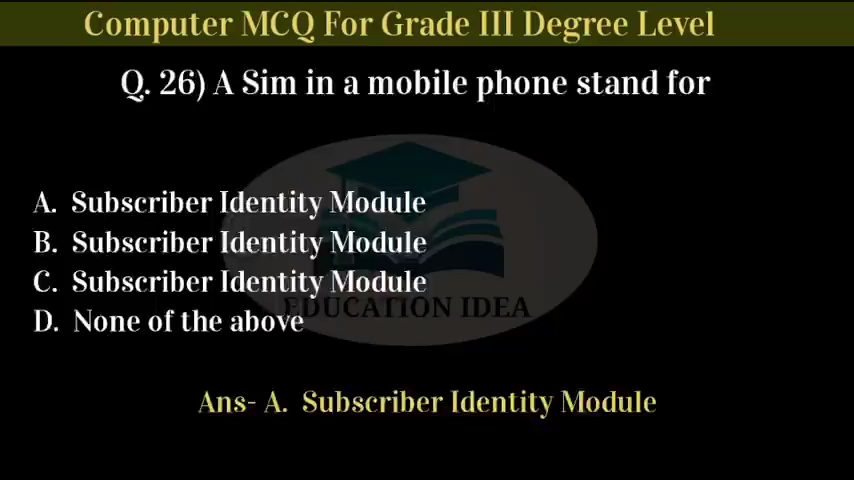 Computer MCQ For Grade III Degree Level
Q. 26) A Sim in a mobile phone stand for
A. Subscriber Identity Module
B. Subscriber Identity Module
C. Subscriber Identity Module
EDUCATION IDEA
D. None of the above
Ans- A. Subscriber Identity Module